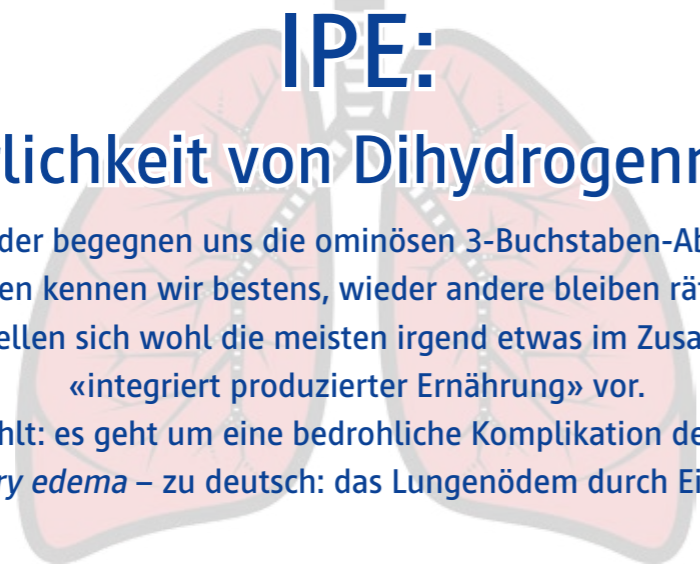 IPE:
lichkeit von Dihydrogen
der begegnen uns die ominösen 3-Buchstaben-Ab
en kennen wir bestens, wieder andere bleiben rä
ellen sich wohl die meisten irgend etwas im Zusa
«integriert produzierter Ernährung» vor.
hlt: es geht um eine bedrohliche Komplikation de
ry edema – zu deutsch: das Lungenödem durch Ei